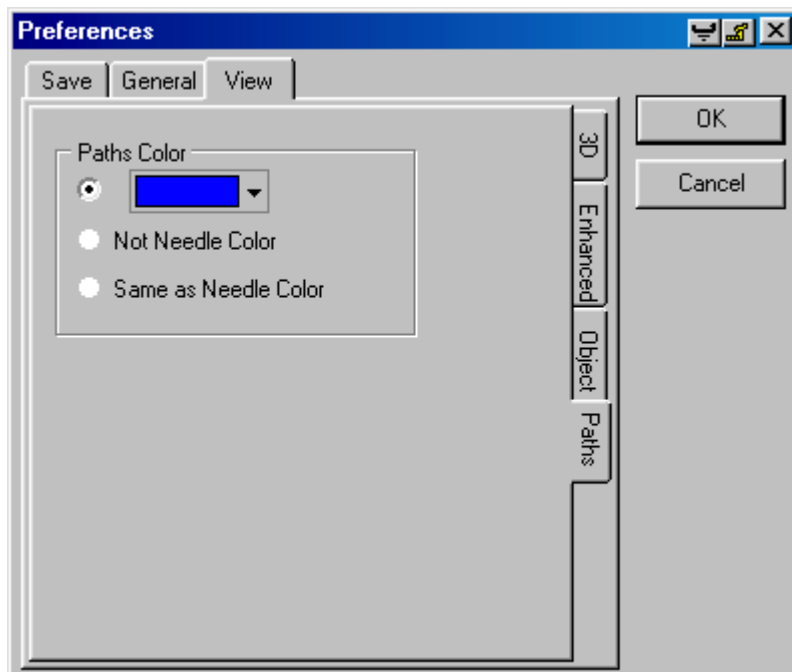 Preferences
Save General View
OK
Cancel
Paths Color
Not Needle Color
Same as Needle Color
3D
Enhanced
Object
Paths